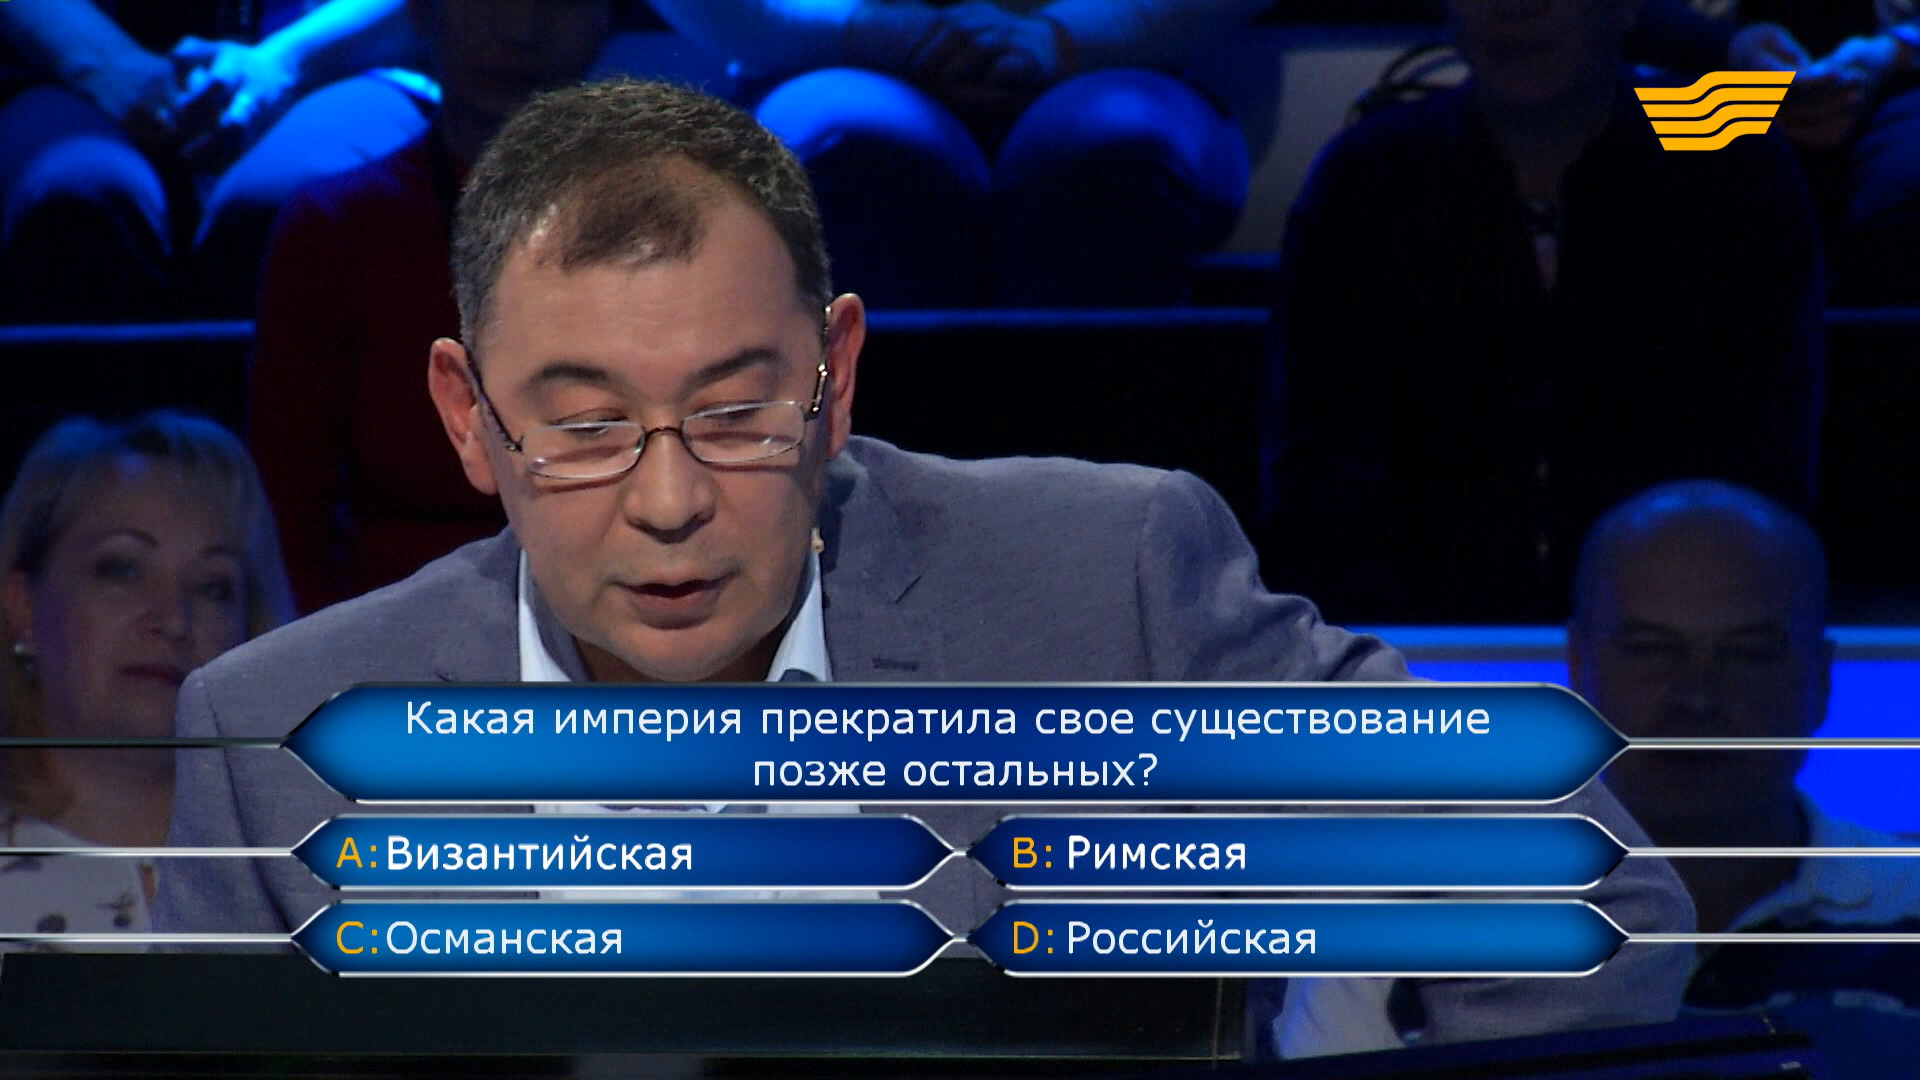 Какая империя прекратила свое существование
позже остальных?
A: Византийская
B: Римская
C: Османская
D: Российская